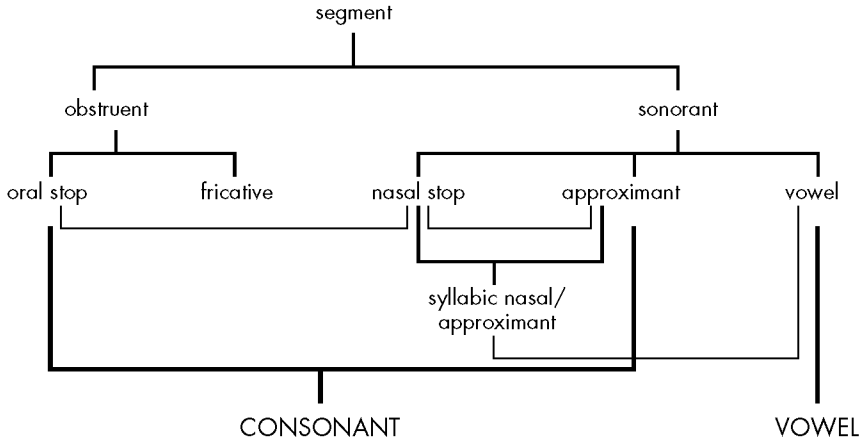 segment
obstruent
sonorant
oral stop
fricative
nasal stop
approximant
vowel
syllabic nasal/
approximant
CONSONANT
VOWEL